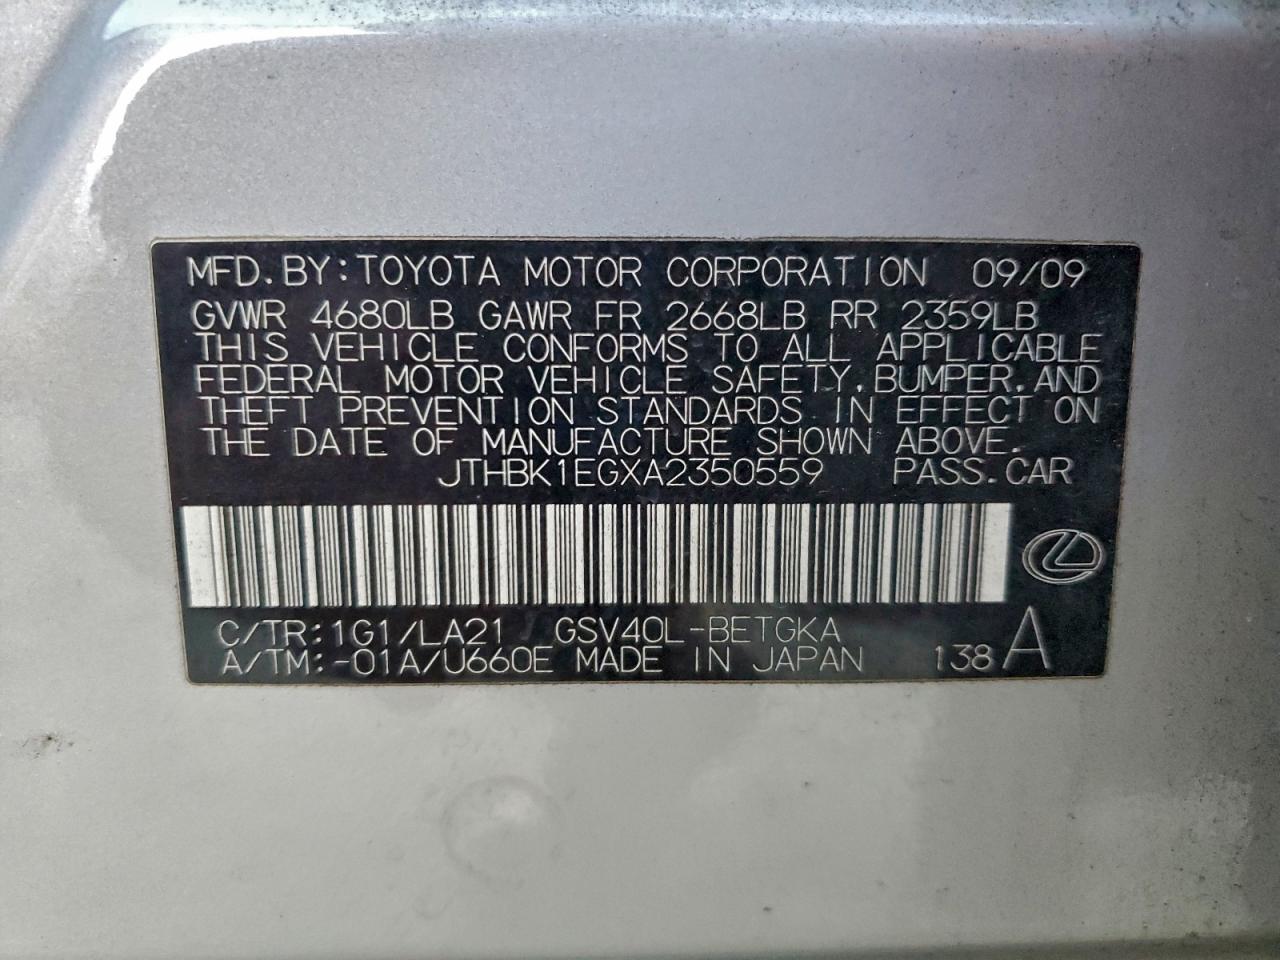 MFD. BY: TOYOTA MOTOR CORPORATION 09/09
GVWR 4680LB GAWR FR 2668LB RR 2359LB
THIS VEHICLE CONFORMS TO ALL APPLICABLE
FEDERAL MOTOR VEHICLE SAFETY, BUMPER, AND
THEFT PREVENTION STANDARDS IN EFFECT ON
THE DATE OF MANUFACTURE SHOWN ABOVE.
JTHBK1EGXA2350559 PASS. CAR
C/TR: 1G1/LA21 GSV40L-BETGKA
A/TM: -01A/U660E MADE IN JAPAN 138 A